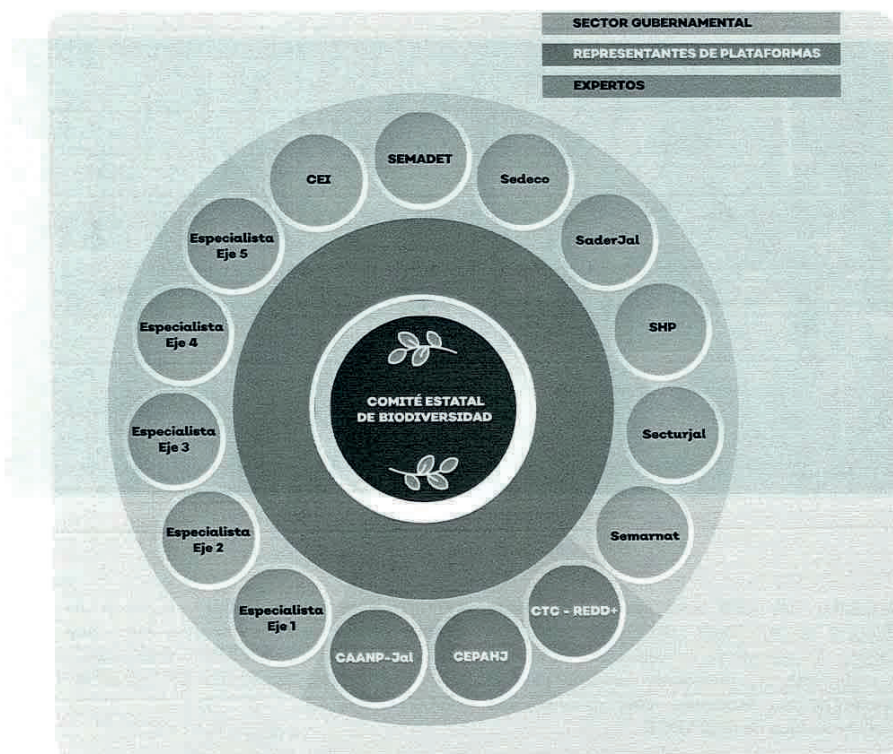 SECTOR GUBERNAMENTAL
REPRESENTANTES DE PLATAFORMAS
EXPERTOS
SEMADET
Sedeco
SaderJal
SHP
Secturjal
Semarnat
CTC - REDD+
CEPAHJ
CAANP-Jal
Especialista
Eje 1
Especialista
Eje 2
Especialista
Eje 3
Especialista
Eje 4
Especialista
Eje 5
CEI
COMITÉ ESTATAL
DE BIODIVERSIDAD